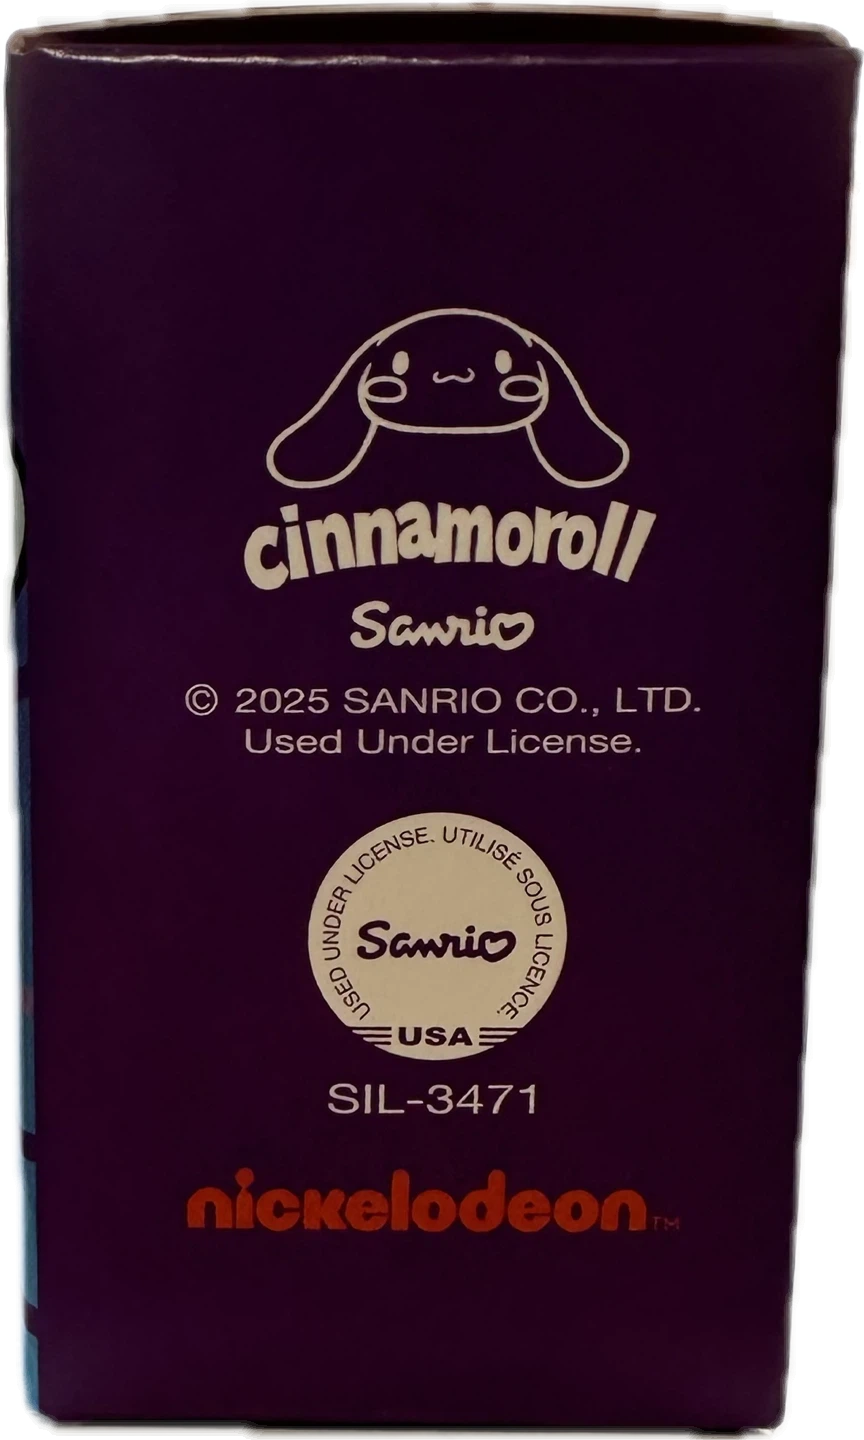 cinnamoroll
Sanrio
© 2025 SANRIO CO., LTD.
Used Under License.
USED UNDER LICENSE. UTILISÉ SOUS LICENCE.
Sanrio
USA
SIL-3471
nickelodeon™